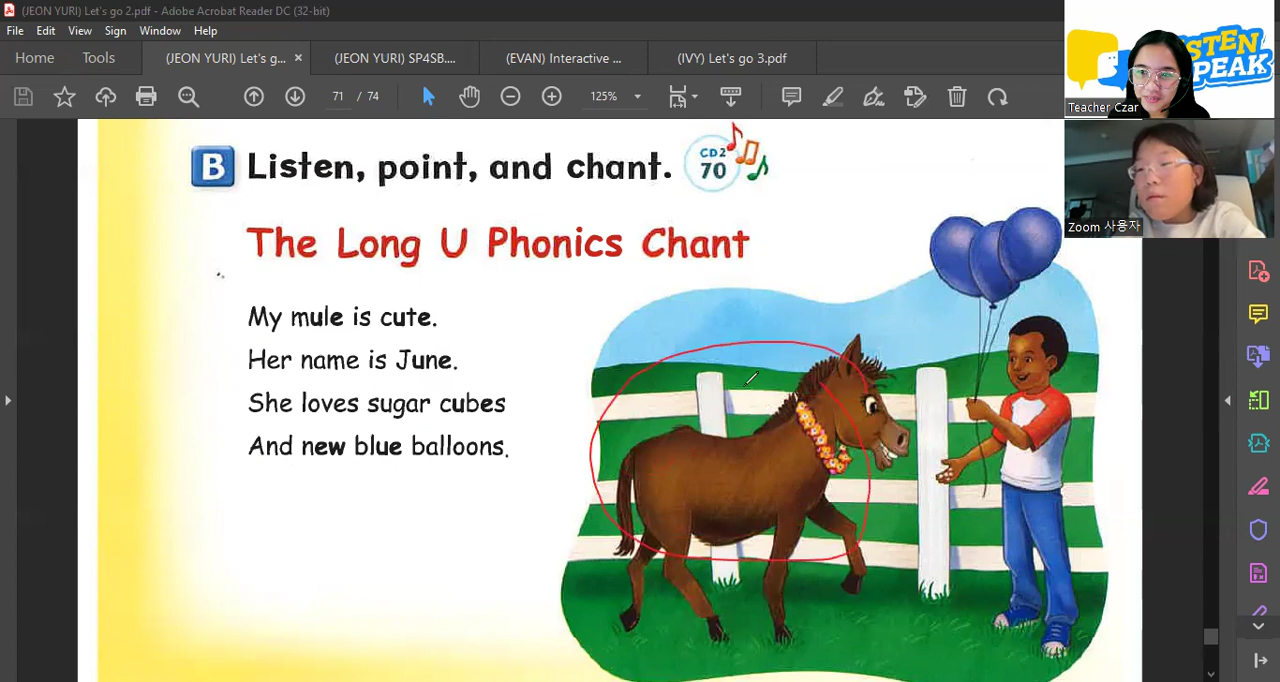 (JEON YURI) Let's go 2.pdf - Adobe Acrobat Reader DC (32-bit)
File Edit View Sign Window Help
Home Tools (JEON YURI) Let's g... × (JEON YURI) SP4SB.... (EVAN) Interactive ... (IVY) Let's go 3.pdf
71 / 74 125%
LISTEN
SPEAK
Teacher Czar
Zoom 사용자
B Listen, point, and chant. CD2 70
The Long U Phonics Chant
My mule is cute.
Her name is June.
She loves sugar cubes
And new blue balloons.